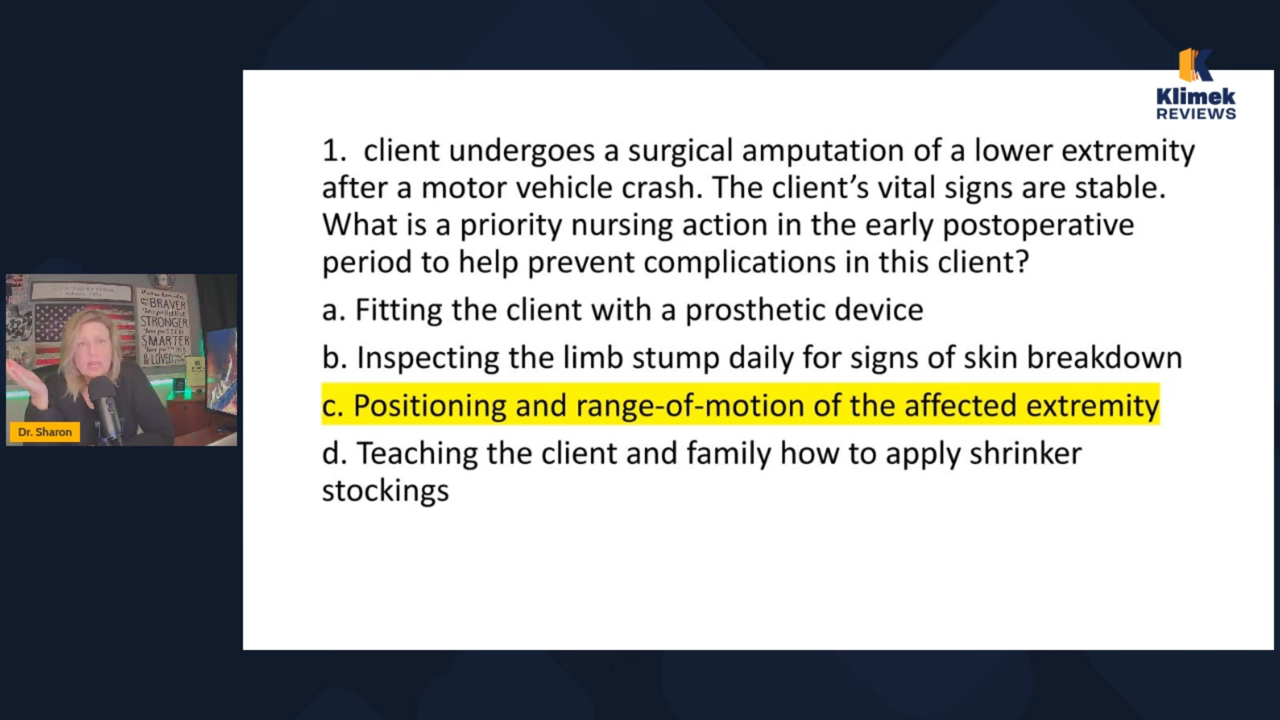 Klimek
REVIEWS
1. client undergoes a surgical amputation of a lower extremity
after a motor vehicle crash. The client’s vital signs are stable.
What is a priority nursing action in the early postoperative
period to help prevent complications in this client?
a. Fitting the client with a prosthetic device
b. Inspecting the limb stump daily for signs of skin breakdown
c. Positioning and range-of-motion of the affected extremity
d. Teaching the client and family how to apply shrinker
stockings
BRAVER
STRONGER
SMARTER
& LOVED
Dr. Sharon